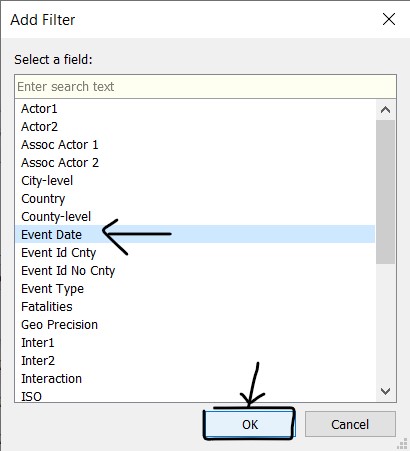 Add Filter
Select a field:
Enter search text
Actor1
Actor2
Assoc Actor 1
Assoc Actor 2
City-level
Country
County-level
Event Date
Event Id Cnty
Event Id No Cnty
Event Type
Fatalities
Geo Precision
Inter1
Inter2
Interaction
ISO
OK
Cancel